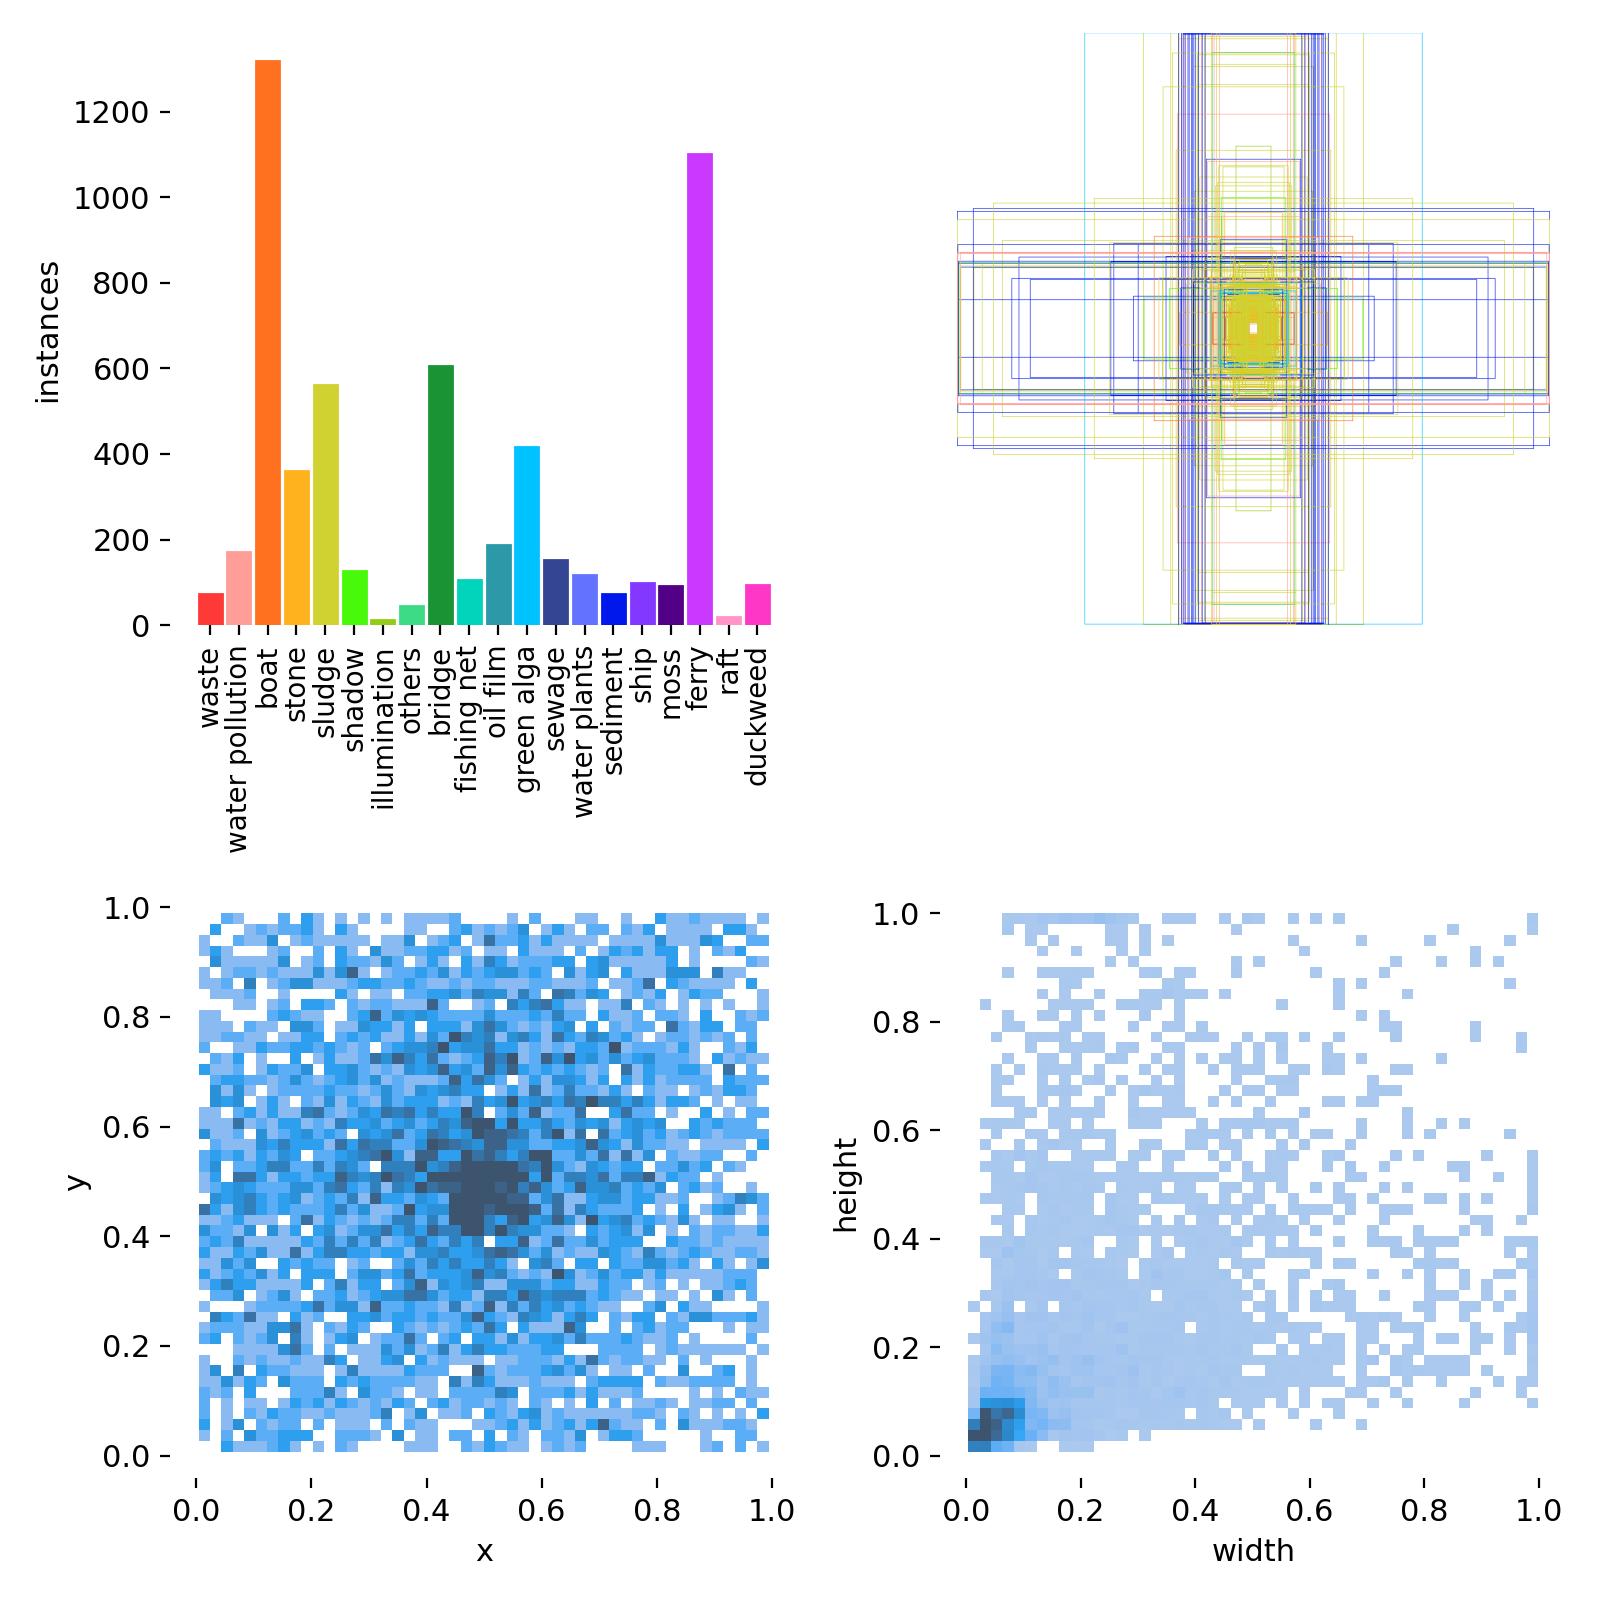 instances
1200
1000
800
600
400
200
0
waste
water pollution
boat
stone
sludge
shadow
illumination
others
bridge
fishing net
oil film
green alga
sewage
water plants
sediment
ship
moss
ferry
raft
duckweed
y
1.0
0.8
0.6
0.4
0.2
0.0
0.0 0.2 0.4 0.6 0.8 1.0
x
height
1.0
0.8
0.6
0.4
0.2
0.0
0.0 0.2 0.4 0.6 0.8 1.0
width